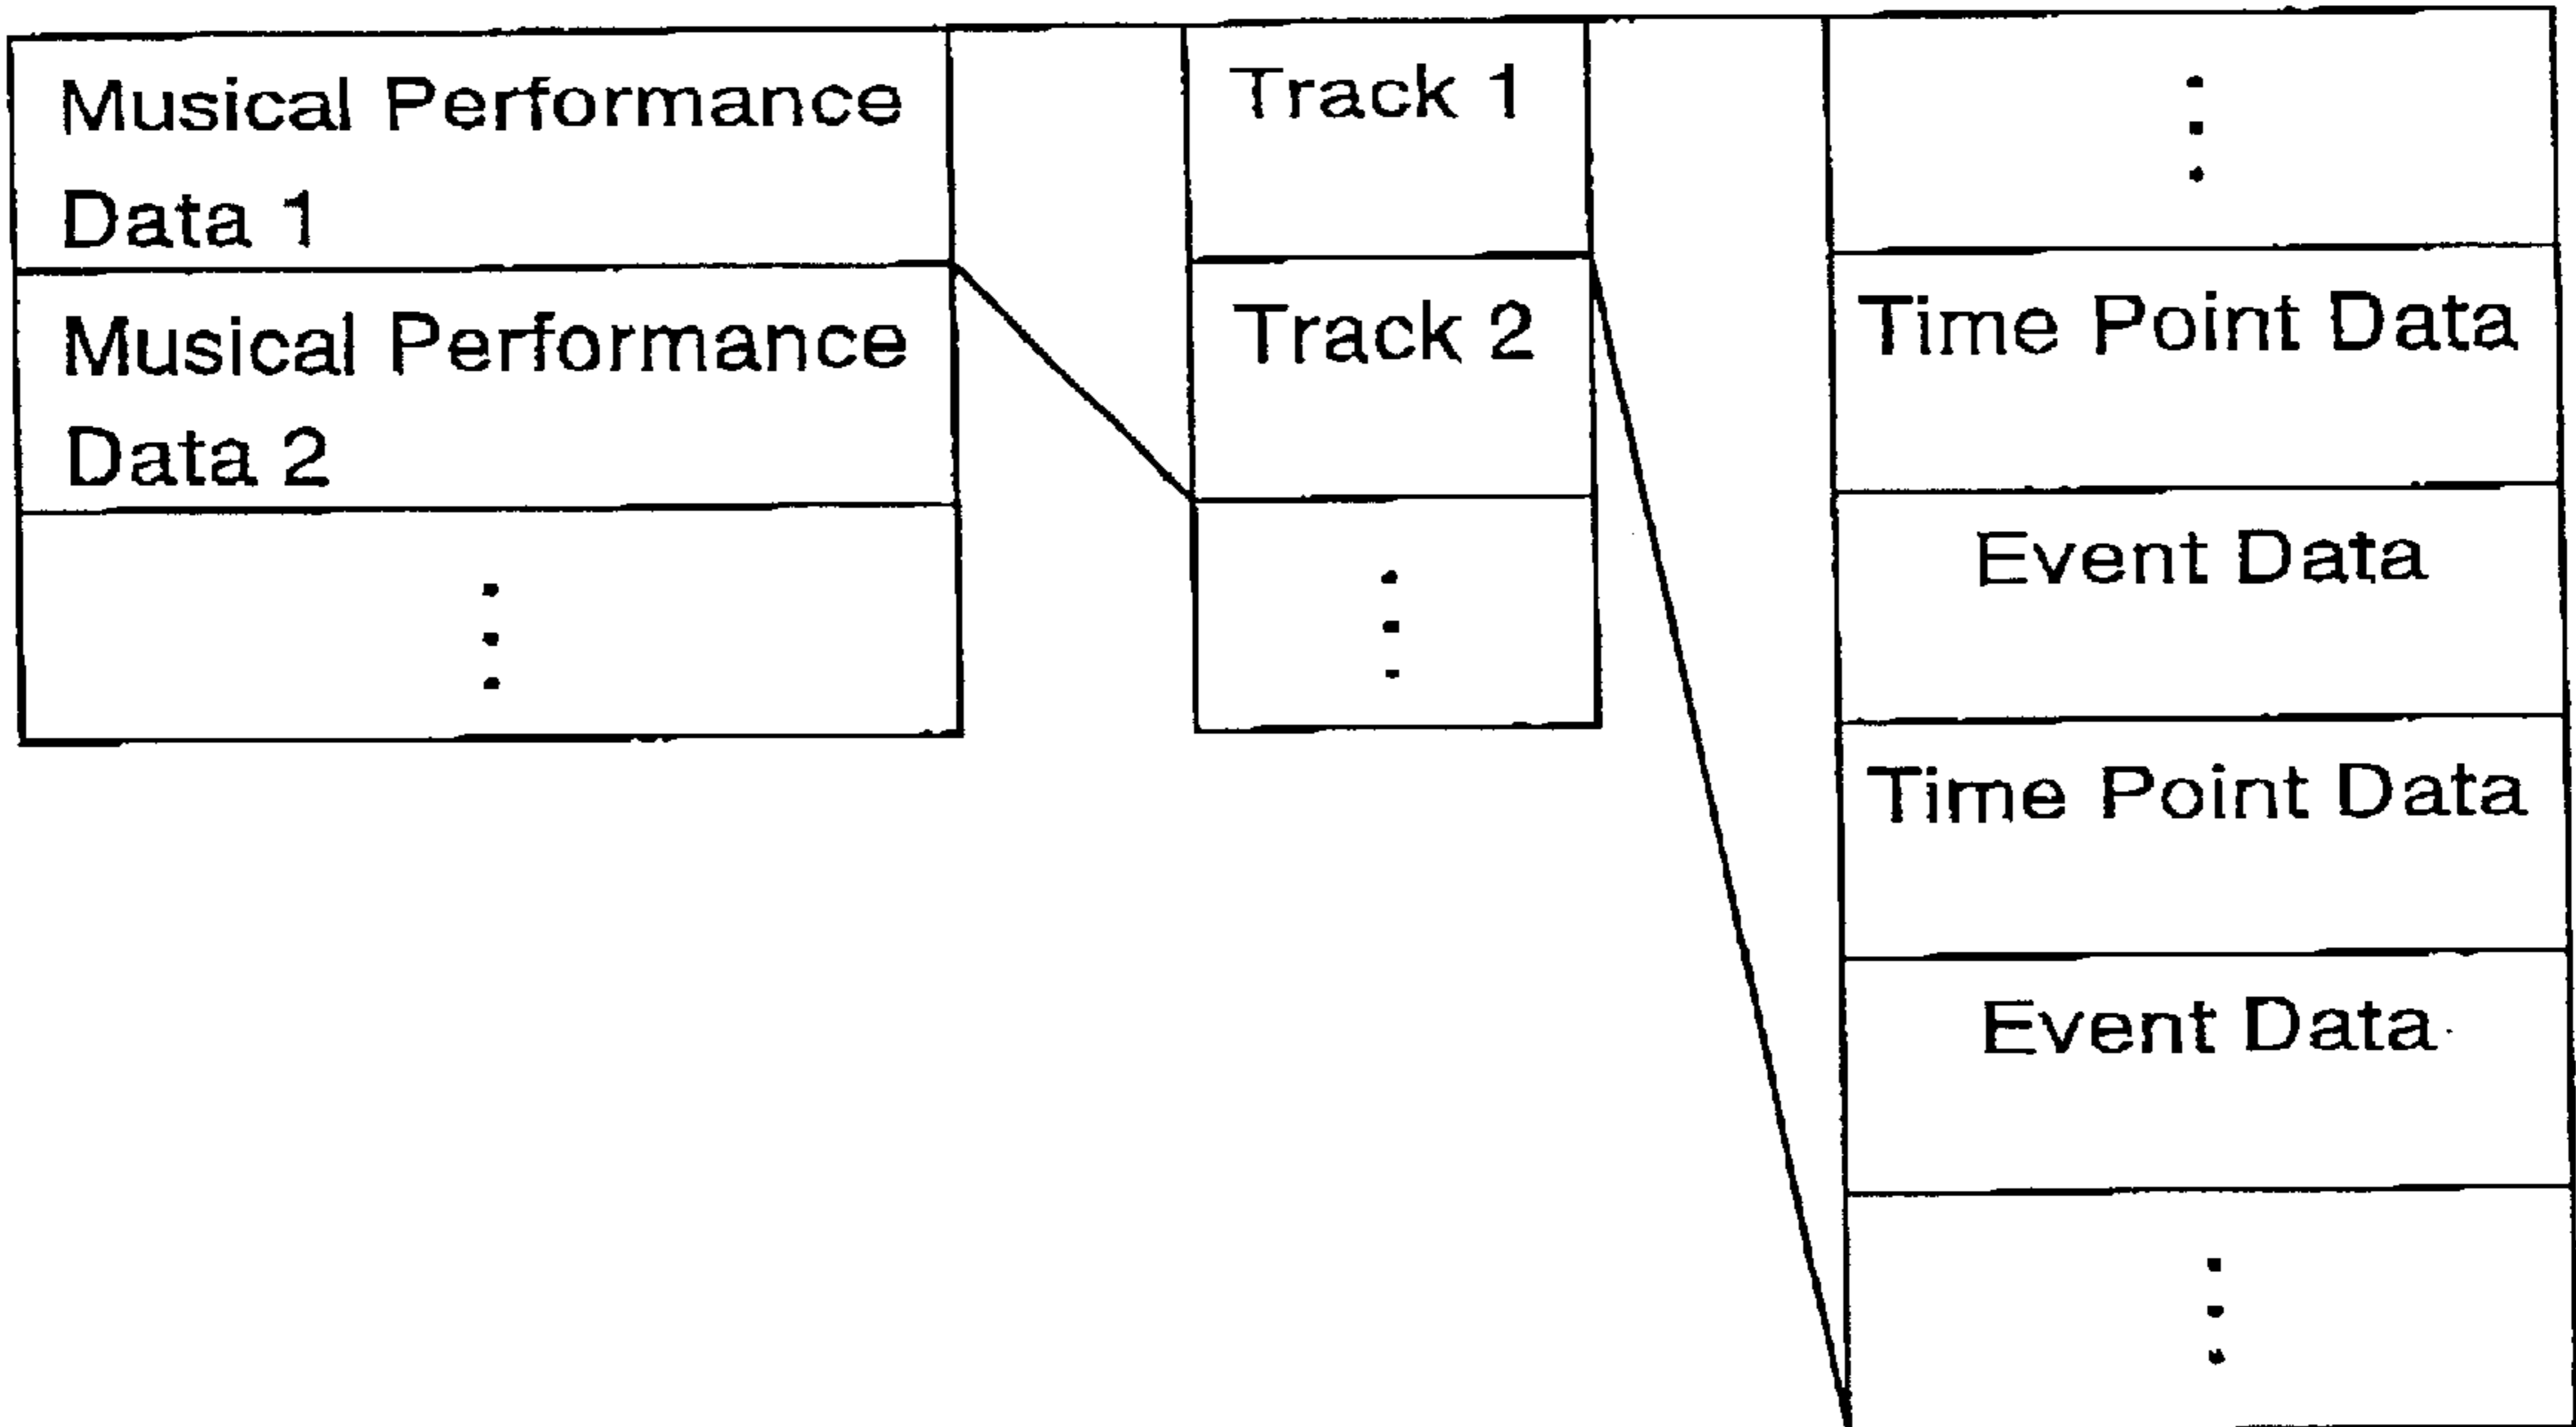 Musical Performance
Data 1
Musical Performance
Data 2
Track 1
Track 2
Time Point Data
Event Data
Time Point Data
Event Data